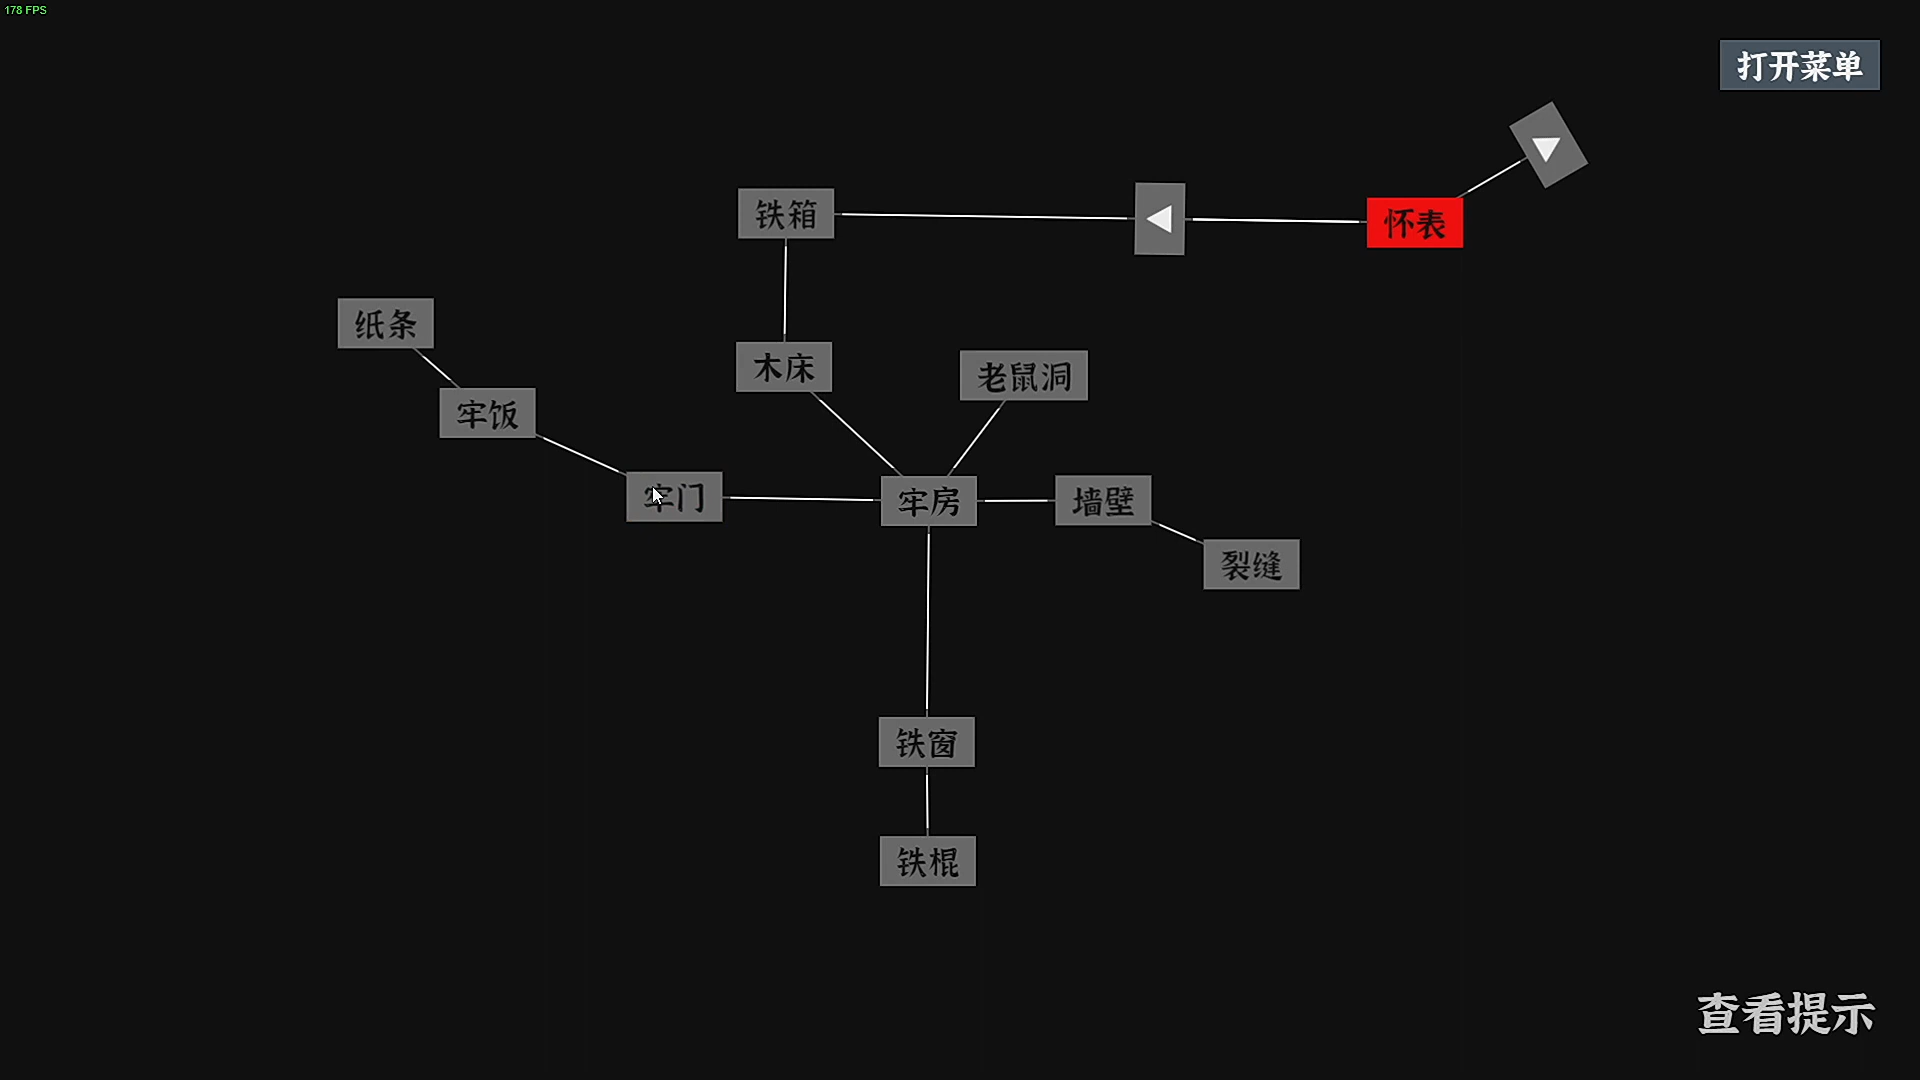 178 FPS
打开菜单
铁箱
怀表
纸条
木床
老鼠洞
牢饭
牢门
牢房
墙壁
裂缝
铁窗
铁棍
查看提示